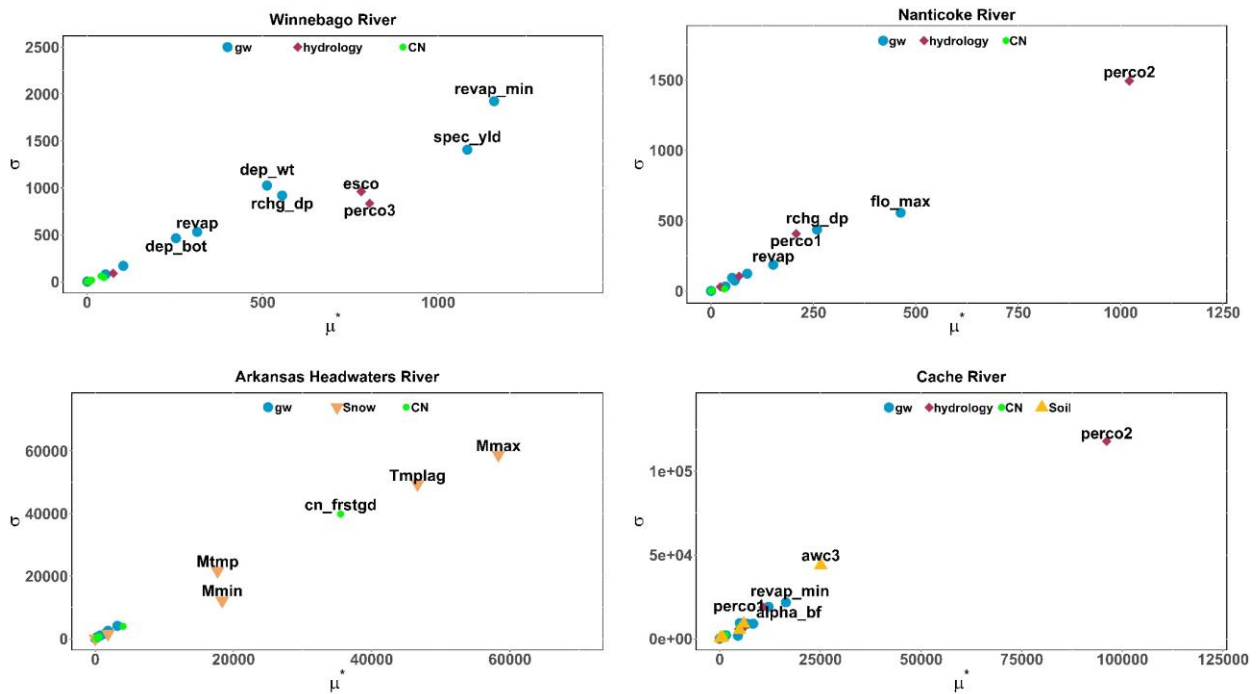 Winnebago River
gw hydrology CN
2500
2000
1500
1000
500
0
σ
revap_min
spec_yld
dep_wt
rchg_dp
esco
perco3
revap
dep_bot
0 500 1000
μ*
Nanticoke River
gw hydrology CN
1500
1000
500
0
σ
perco2
flo_max
rchg_dp
perco1
revap
0 250 500 750 1000 1250
μ*
Arkansas Headwaters River
gw Snow CN
60000
40000
20000
0
σ
Mmax
Tmplag
cn_frstgd
Mtmp
Mmin
0 20000 40000 60000
μ*
Cache River
gw hydrology CN Soil
1e+05
5e+04
0e+00
σ
perco2
awc3
revap_min
perco1
alpha_bf
0 25000 50000 75000 100000 125000
μ*